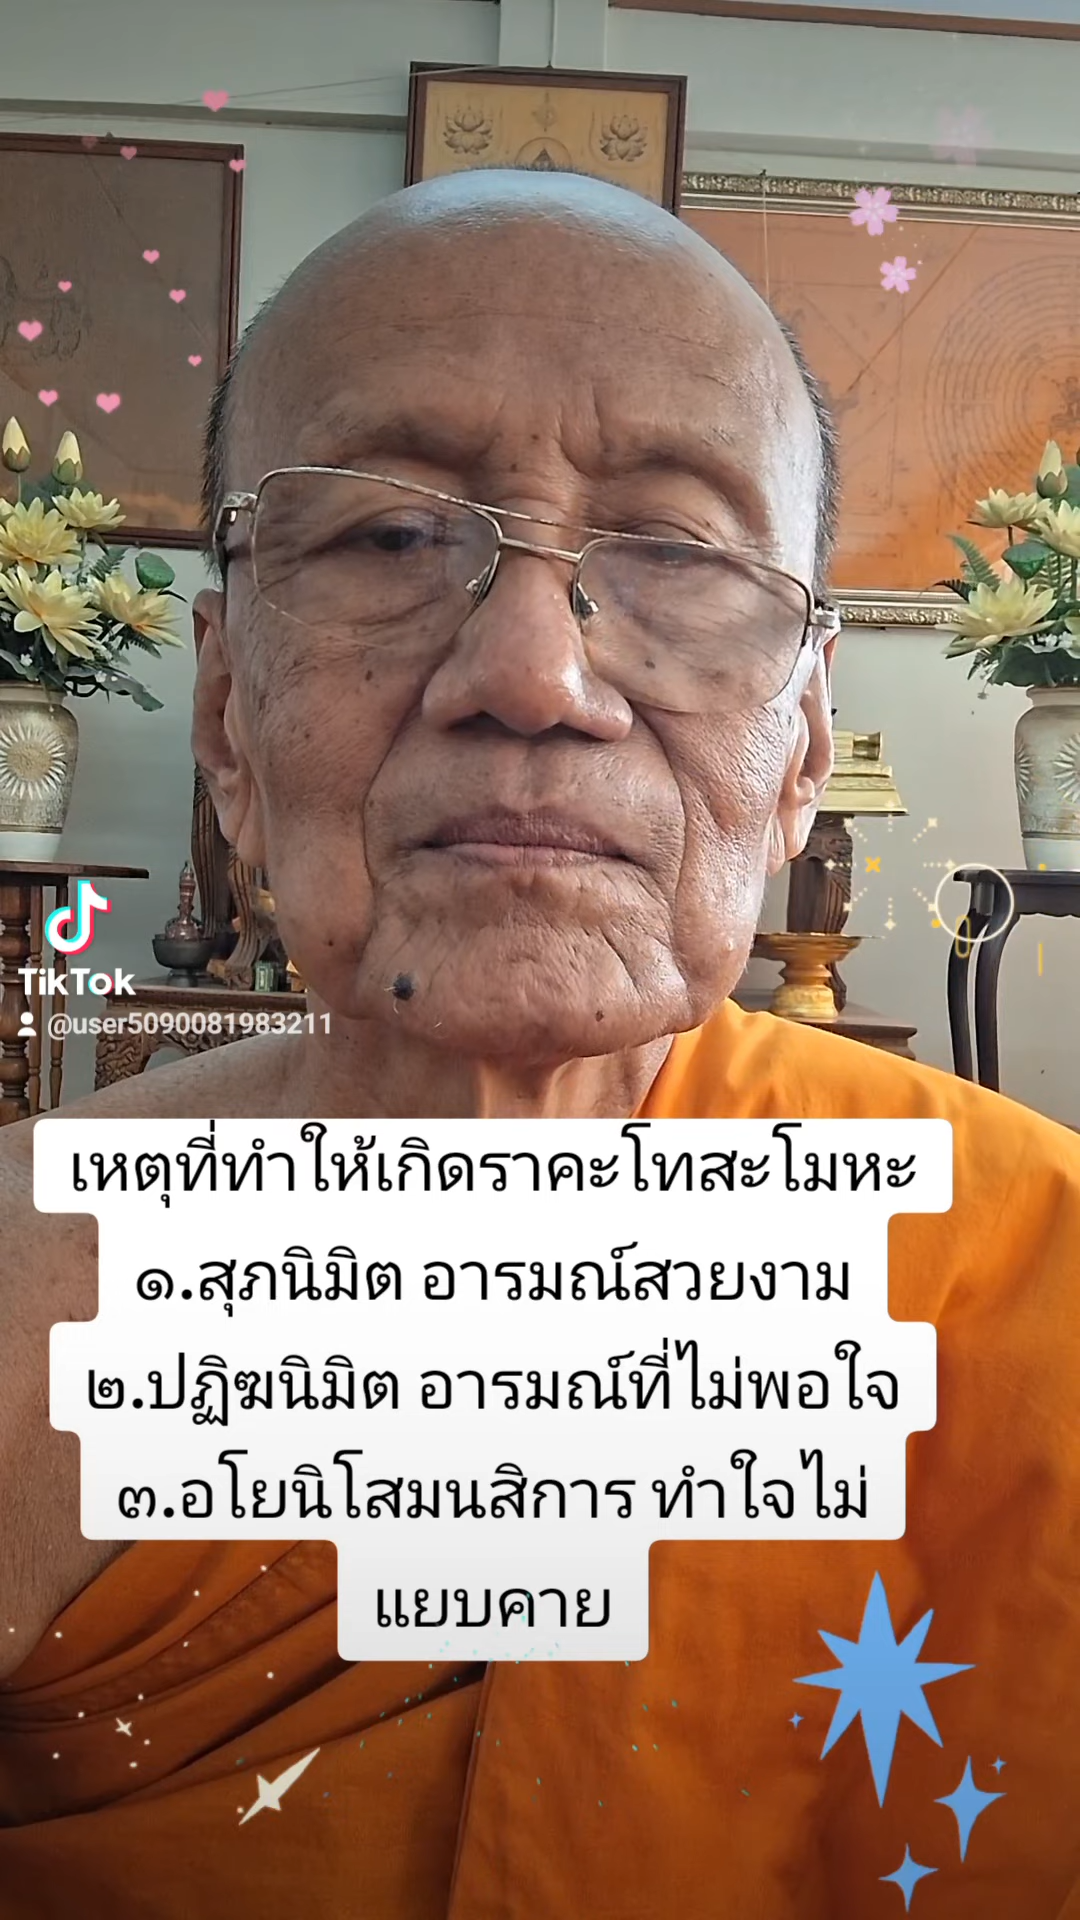 TikTok
@user5090081983211
เหตุที่ทำให้เกิดราคะโทสะโมหะ
๑.สุภนิมิต อารมณ์สวยงาม
๒.ปฏิฆนิมิต อารมณ์ที่ไม่พอใจ
๓.อโยนิโสมนสิการ ทำใจไม่
แยบคาย